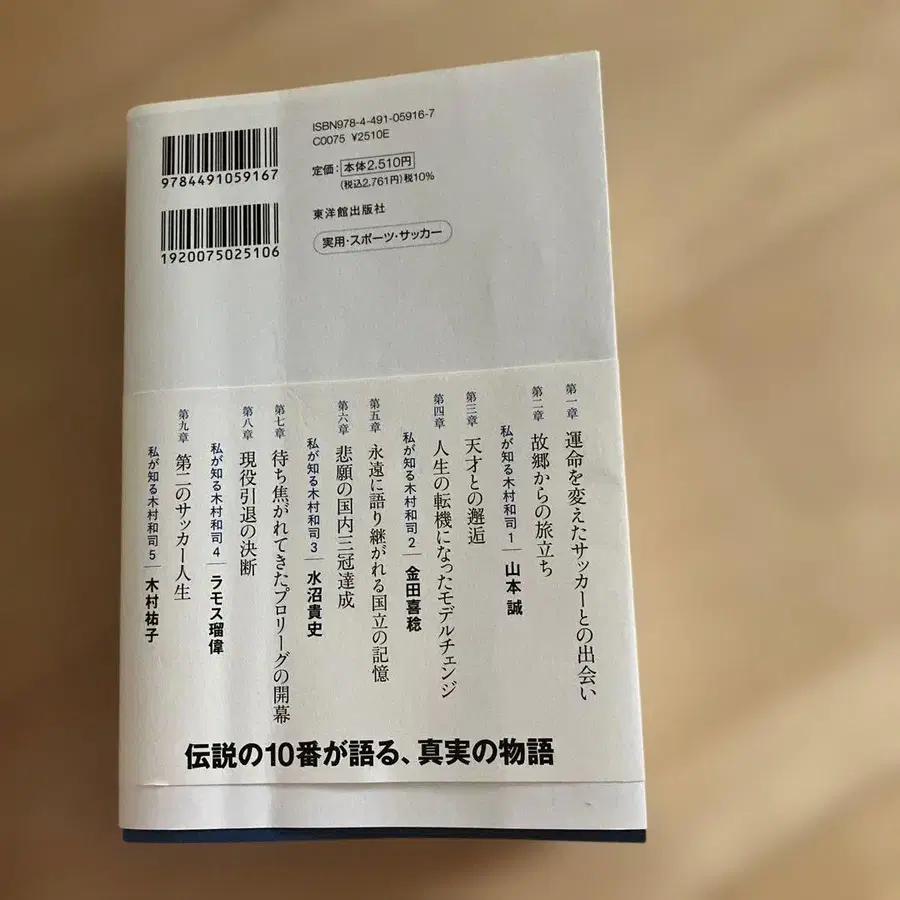 ISBN978-4-491-05916-7
C0075 ¥2510E
9784491059167
定価:本体2,510円
(税込2,761円)税10%
1920075025106
東洋館出版社
実用・スポーツ・サッカー
第一章 運命を変えたサッカーとの出会い
第二章 故郷からの旅立ち
私が知る木村和司1 山本誠
第三章 天才との邂逅
第四章 人生の転機になったモデルチェンジ
私が知る木村和司2 金田喜稔
第五章 永遠に語り継がれる国立の記憶
第六章 悲願の国内三冠達成
私が知る木村和司3 水沼貴史
第七章 待ち焦がれてきたプロリーグの開幕
第八章 現役引退の決断
私が知る木村和司4 ラモス瑠偉
第九章 第二のサッカー人生
私が知る木村和司5 木村祐子
伝説の10番が語る、真実の物語